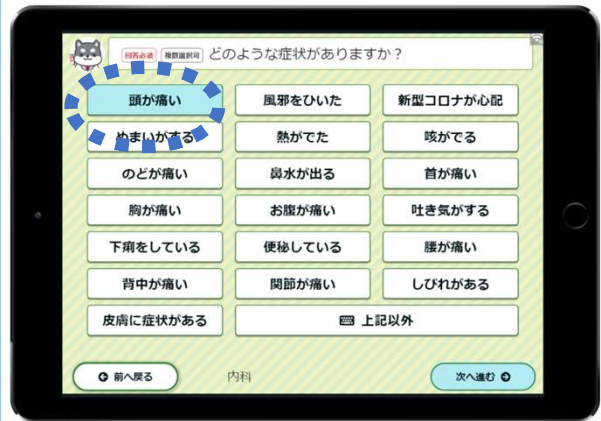 回答必須 複数選択可 どのような症状がありますか？
頭が痛い 風邪をひいた 新型コロナが心配
めまいがする 熱がでた 咳がでる
のどが痛い 鼻水が出る 首が痛い
胸が痛い お腹が痛い 吐き気がする
下痢をしている 便秘している 腰が痛い
背中が痛い 関節が痛い しびれがある
皮膚に症状がある 上記以外
前へ戻る 内科 次へ進む